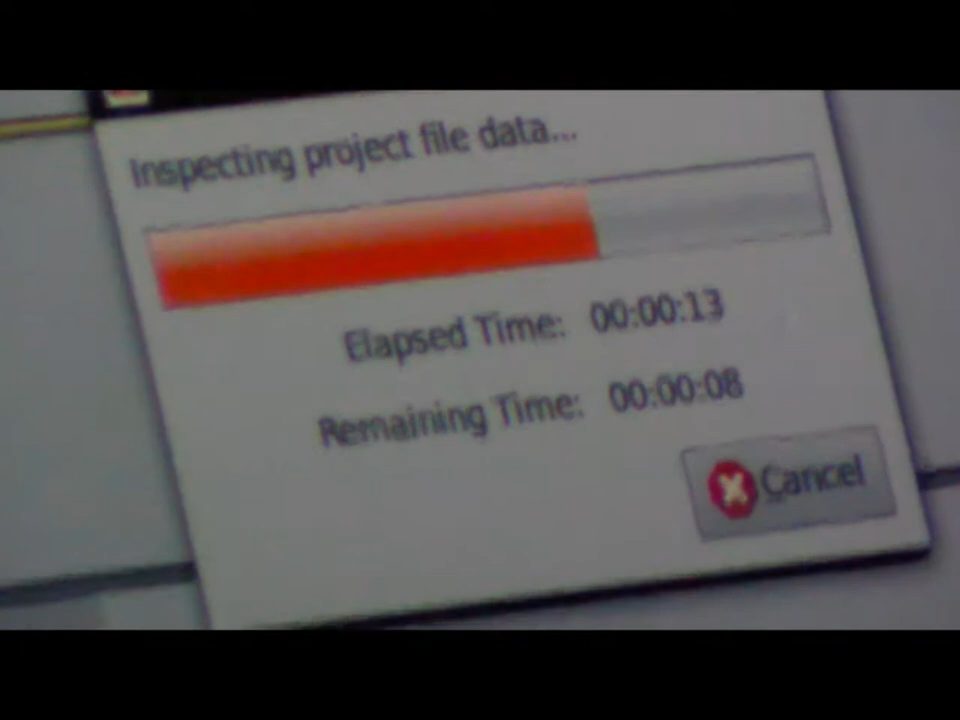 Inspecting project file data...
Elapsed Time: 00:00:13
Remaining Time: 00:00:08
Cancel